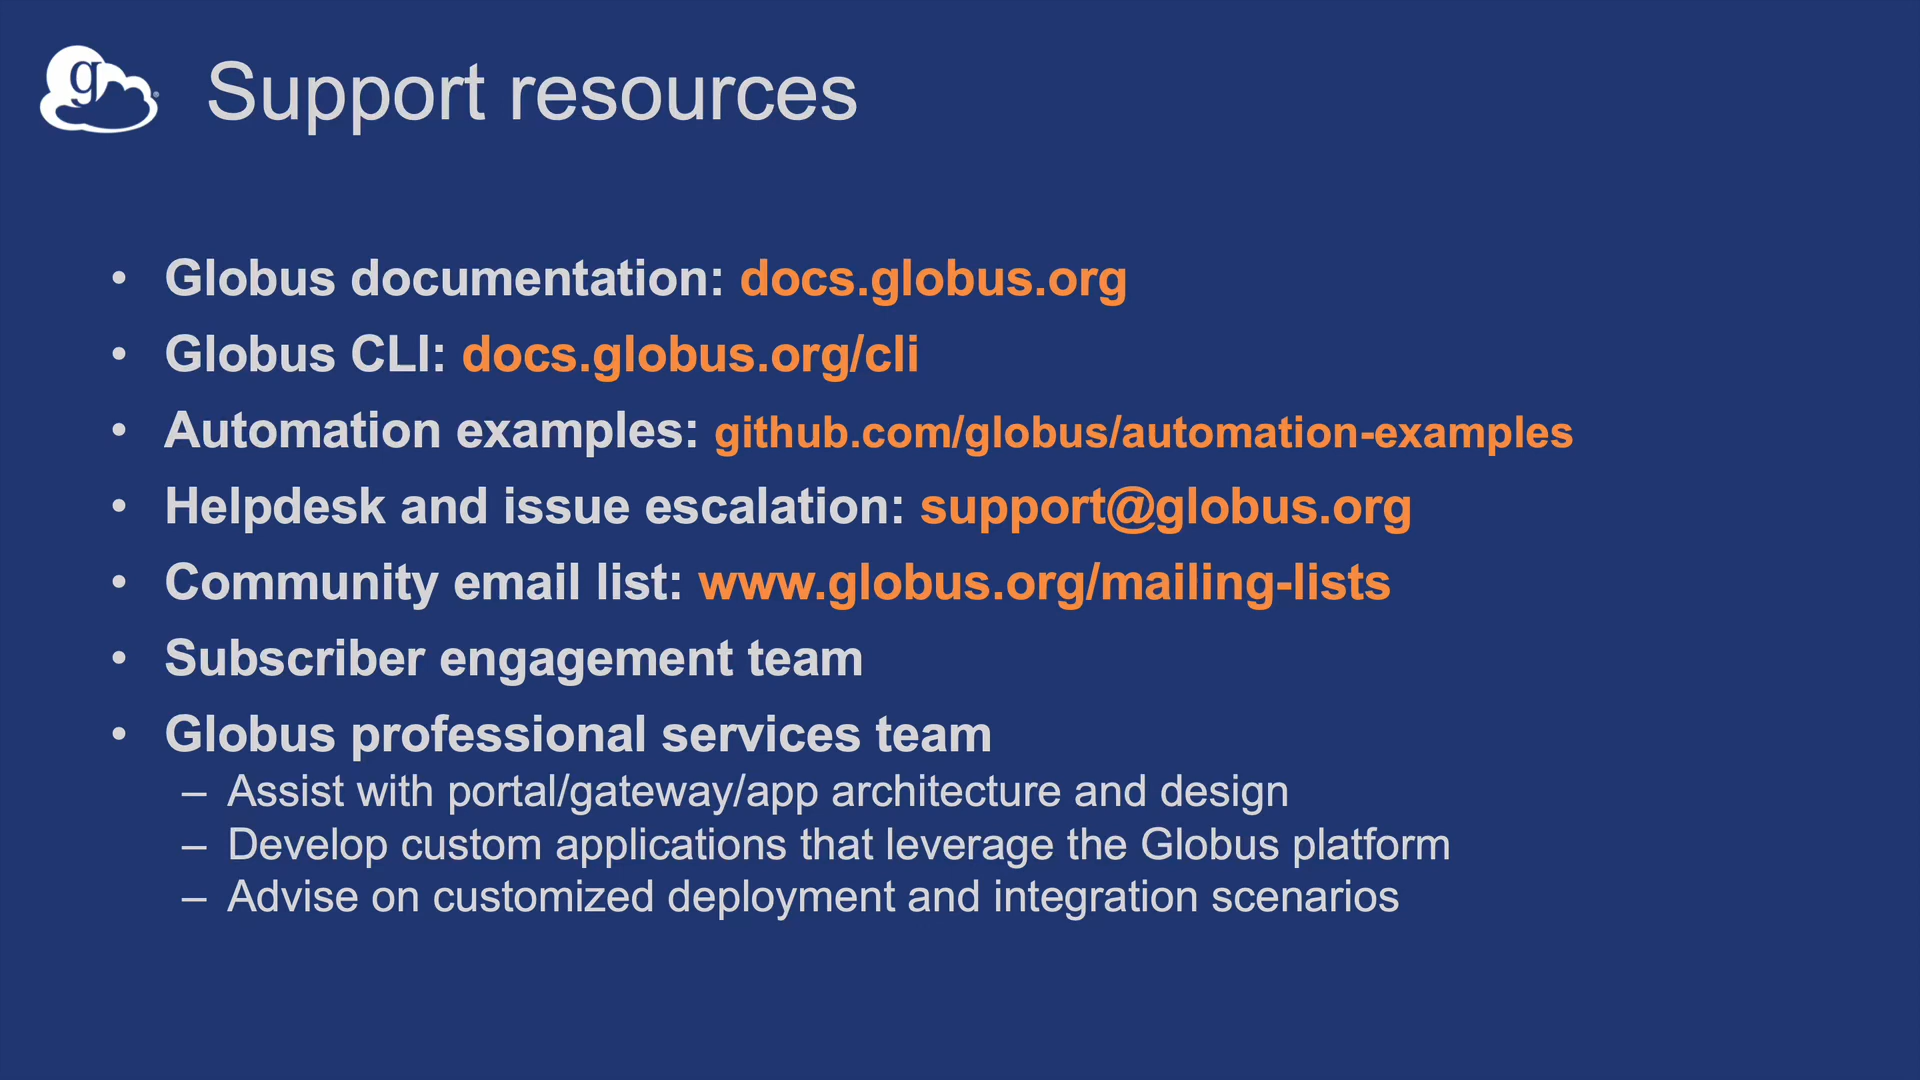 g
Support resources
• Globus documentation: docs.globus.org
• Globus CLI: docs.globus.org/cli
• Automation examples: github.com/globus/automation-examples
• Helpdesk and issue escalation: support@globus.org
• Community email list: www.globus.org/mailing-lists
• Subscriber engagement team
• Globus professional services team
– Assist with portal/gateway/app architecture and design
– Develop custom applications that leverage the Globus platform
– Advise on customized deployment and integration scenarios